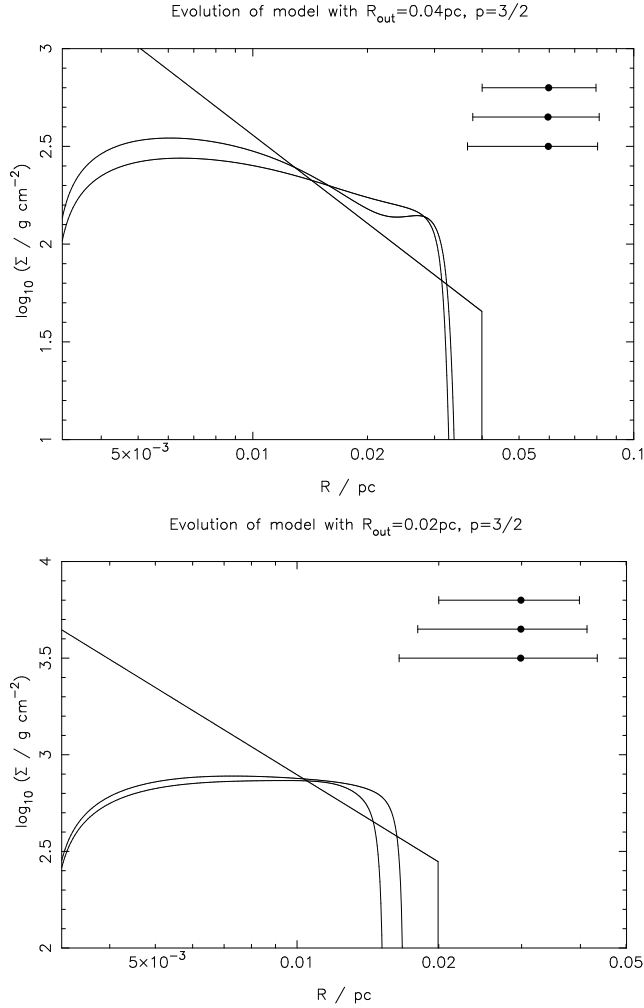 Evolution of model with R_out=0.04pc, p=3/2
3
2.5
2
1.5
1
log₁₀ (Σ / g cm⁻²)
5×10⁻³ 0.01 0.02 0.05 0.1
R / pc
Evolution of model with R_out=0.02pc, p=3/2
4
3.5
3
2.5
2
log₁₀ (Σ / g cm⁻²)
5×10⁻³ 0.01 0.02 0.05
R / pc